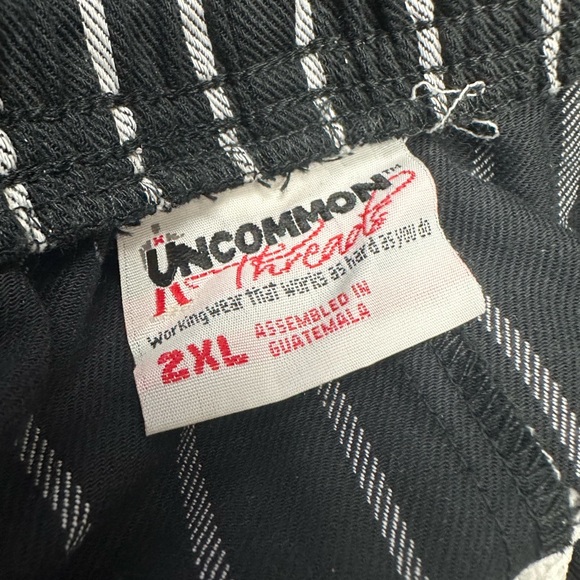 UNCOMMON™
Threads
Working wear that works as hard as you do
2XL
ASSEMBLED IN
GUATEMALA